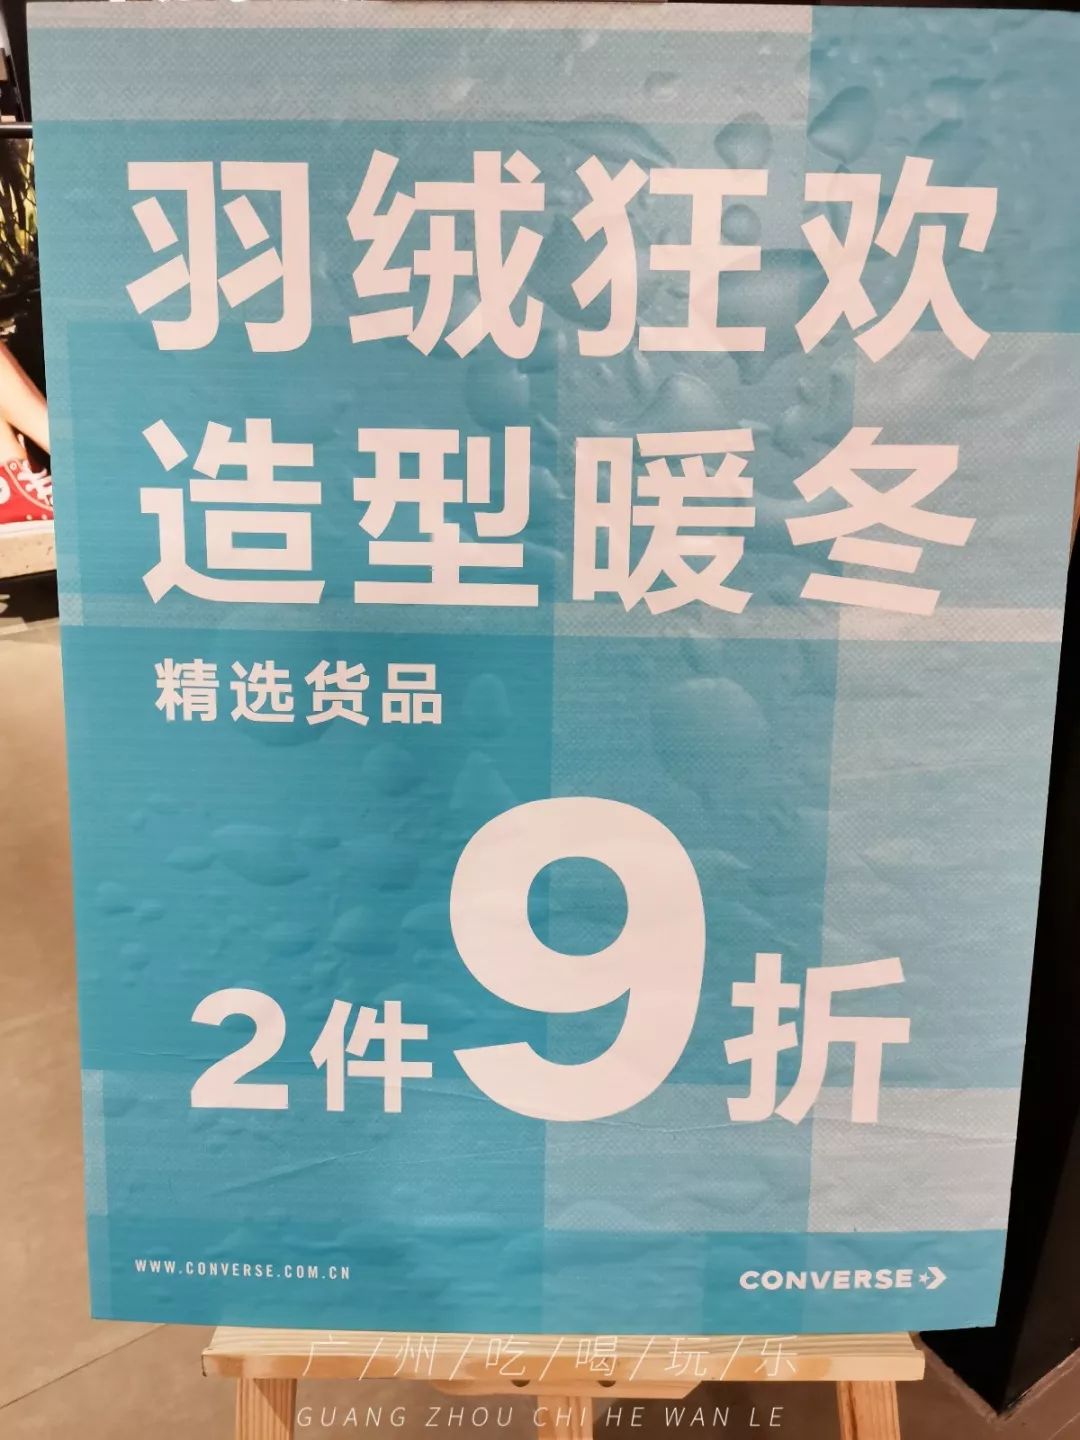 羽绒狂欢
造型暖冬
精选货品
2件9折
WWW.CONVERSE.COM.CN
CONVERSE
广/州/吃/喝/玩/乐
GUANG ZHOU CHI HE WAN LE